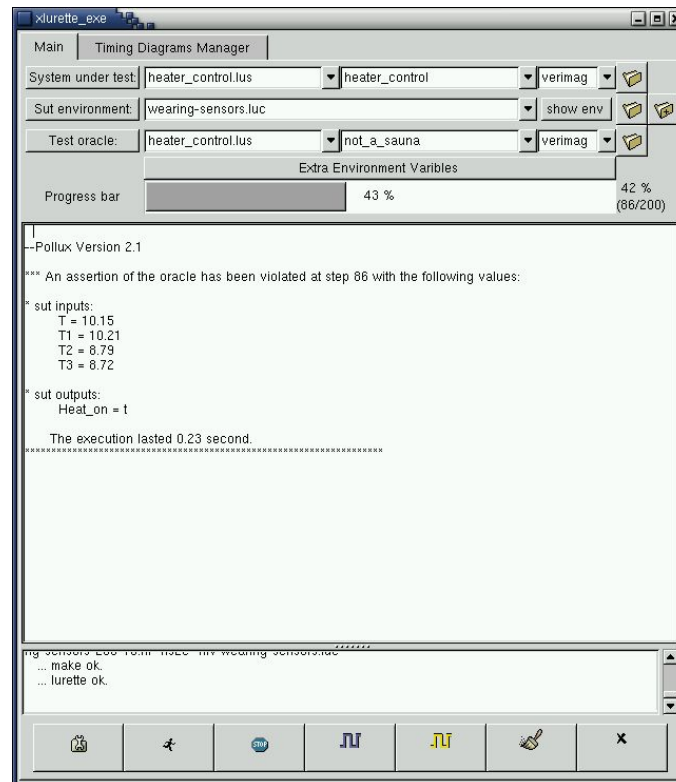 xlurette_exe
Main Timing Diagrams Manager
System under test: heater_control.lus heater_control verimag
Sut environment: wearing-sensors.luc show env
Test oracle: heater_control.lus not_a_sauna verimag
Extra Environment Varibles
Progress bar 43 % 42 %
(86/200)
--Pollux Version 2.1
*** An assertion of the oracle has been violated at step 86 with the following values:
* sut inputs:
T = 10.15
T1 = 10.21
T2 = 8.79
T3 = 8.72
* sut outputs:
Heat_on = t
The execution lasted 0.23 second.
wearing-sensors.luc
... make ok.
... lurette ok.
STOP
x